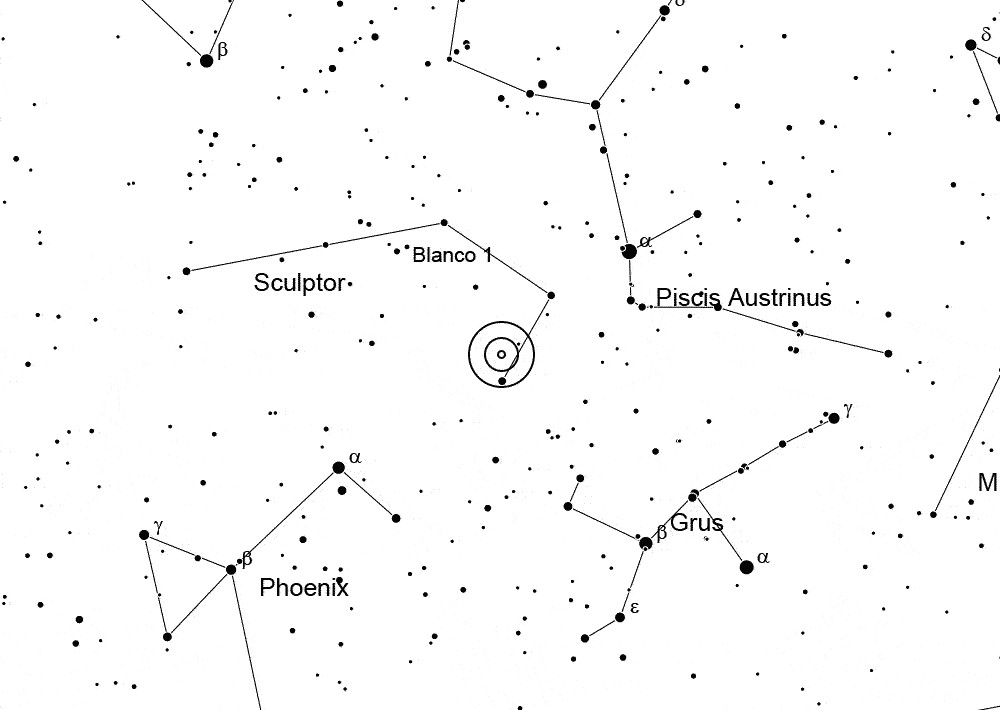 δ
β
δ
α
Blanco 1
Sculptor
Piscis Austrinus
γ
α
M
γ
Grus
β
β
α
Phoenix
ε